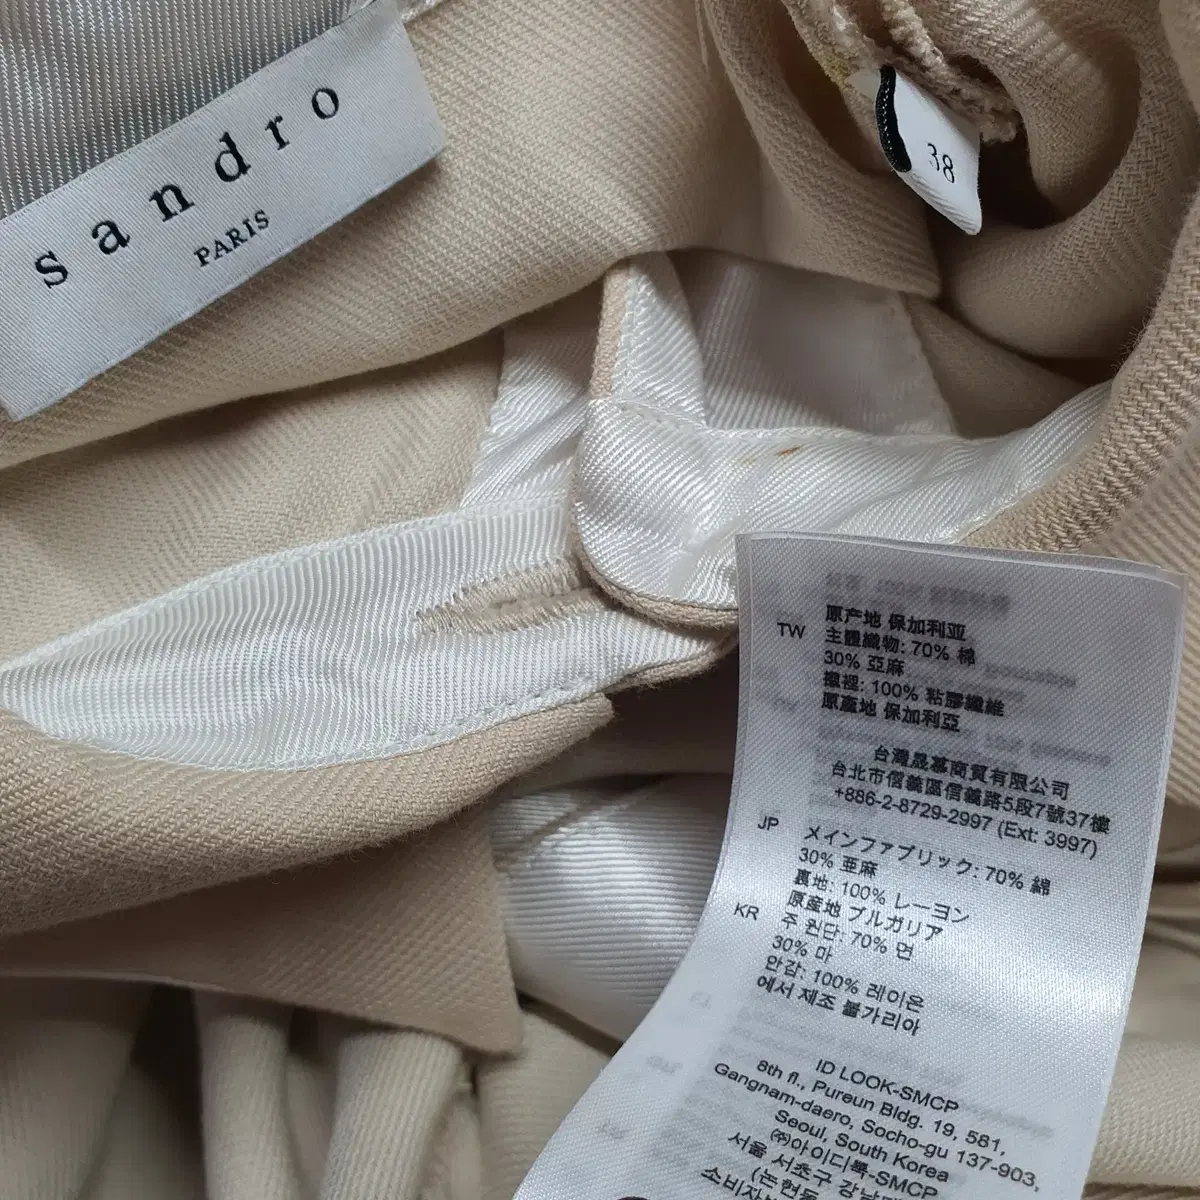 sandro
PARIS
38
TW
原产地 保加利亚
主體織物: 70% 棉
30% 亞麻
襯裡: 100% 粘膠纖維
原產地 保加利亞
台灣晟慕商貿有限公司
台北市信義區信義路5段7號37樓
+886-2-8729-2997 (Ext: 3997)
JP
メインファブリック: 70% 綿
30% 亜麻
裏地: 100% レーヨン
原産地 ブルガリア
KR
주 원단: 70% 면
30% 마
안감: 100% 레이온
에서 제조 불가리아
ID LOOK-SMCP
8th fl., Pureun Bldg. 19, 581,
Gangnam-daero, Socho-gu 137-903,
Seoul, South Korea
㈜아이디룩-SMCP
서울 서초구 강남대
(논현동
소비자